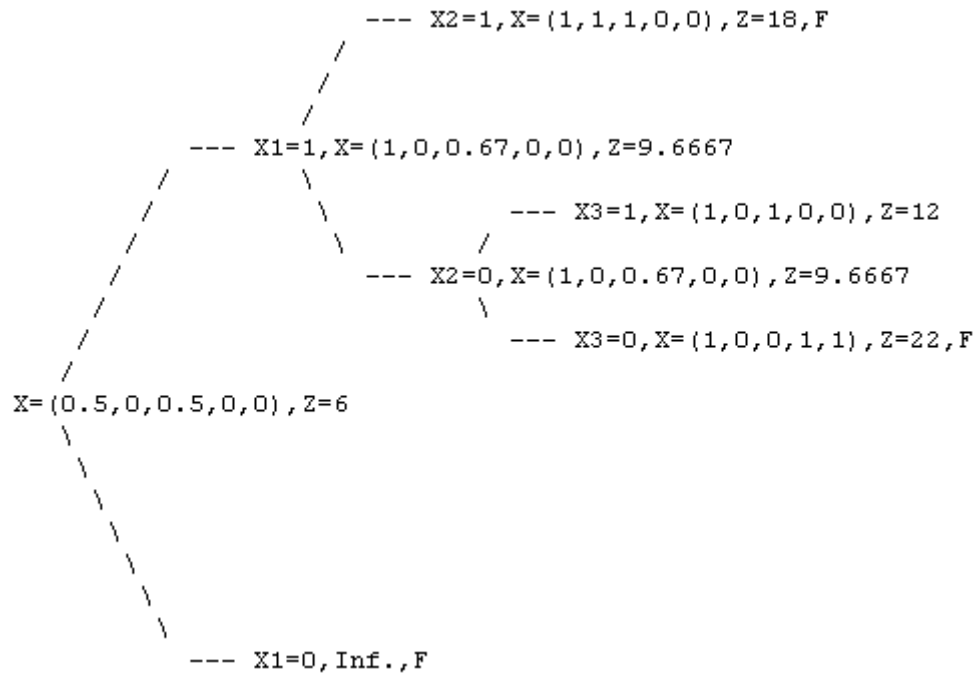 --- X2=1,X=(1,1,1,0,0),Z=18,F
--- X1=1,X=(1,0,0.67,0,0),Z=9.6667
--- X3=1,X=(1,0,1,0,0),Z=12
--- X2=0,X=(1,0,0.67,0,0),Z=9.6667
--- X3=0,X=(1,0,0,1,1),Z=22,F
X=(0.5,0,0.5,0,0),Z=6
--- X1=0,Inf.,F